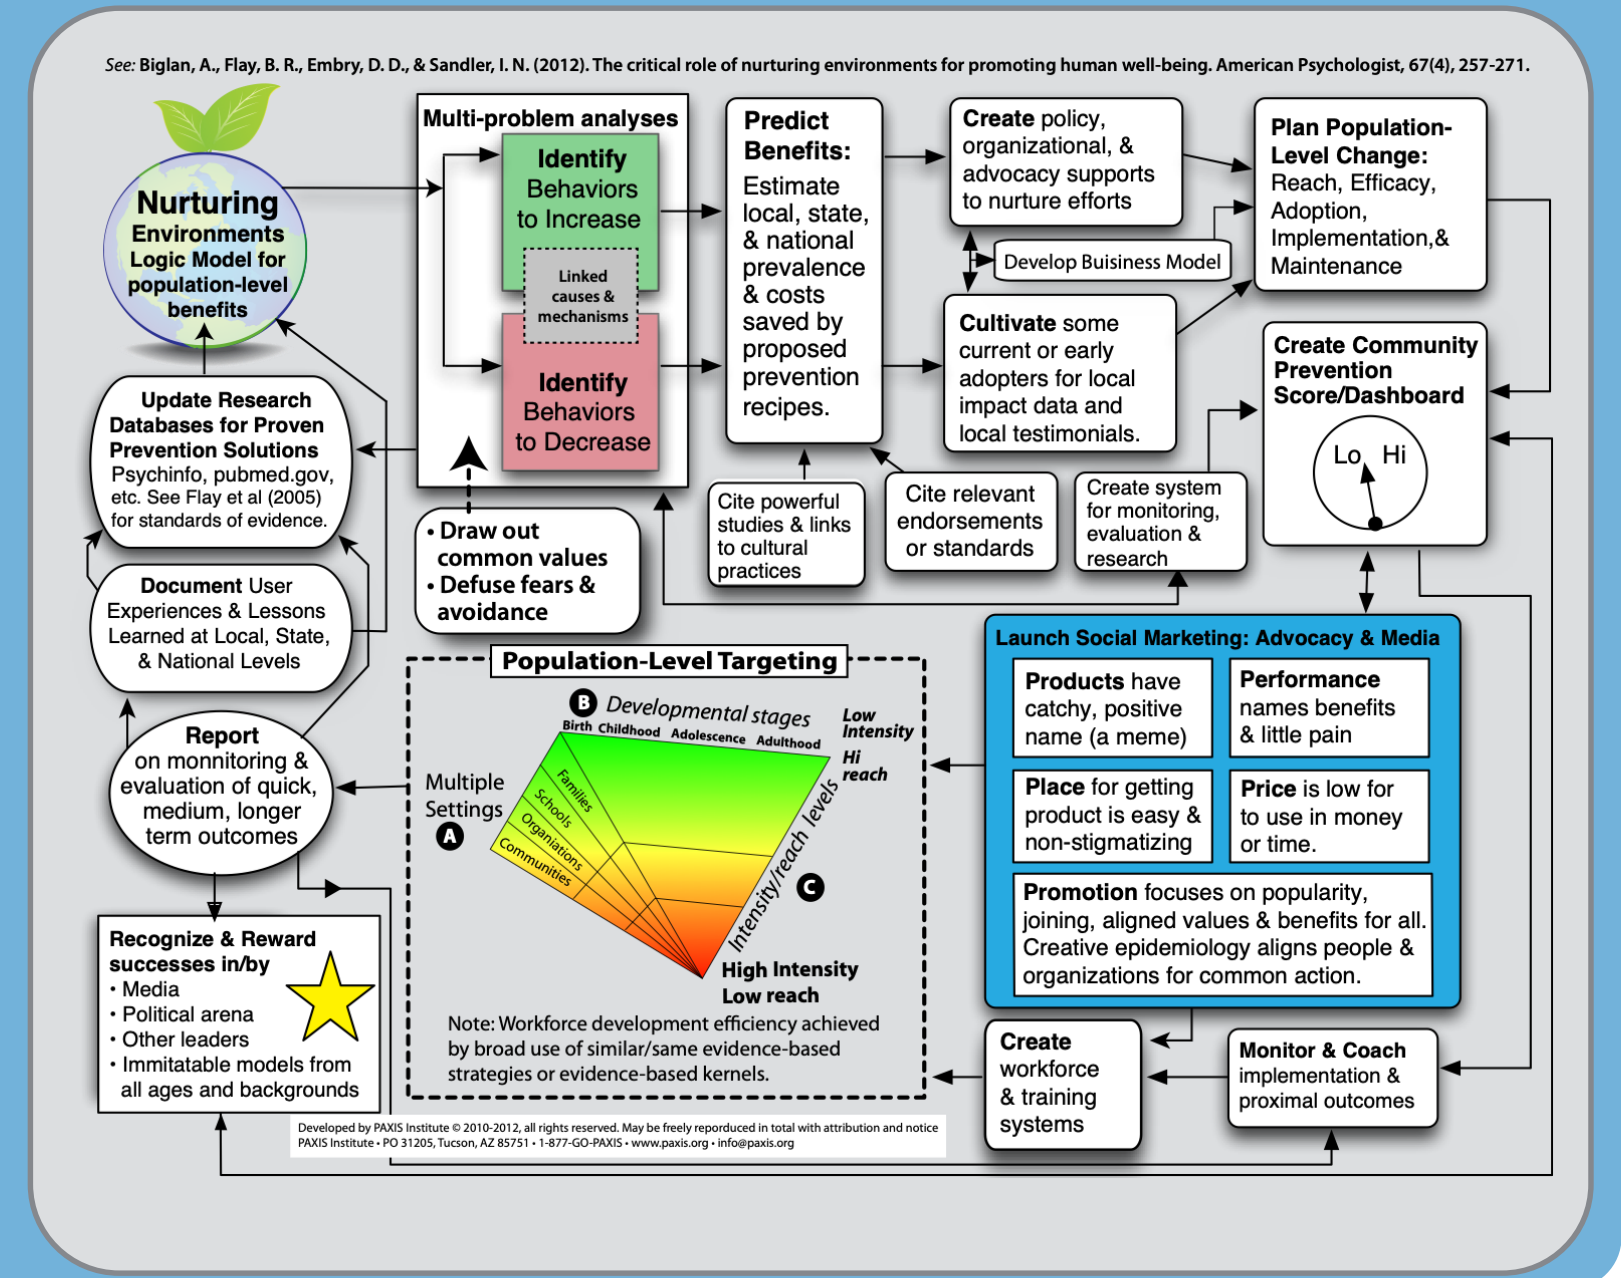 See: Biglan, A., Flay, B. R., Embry, D. D., & Sandler, I. N. (2012). The critical role of nurturing environments for promoting human well-being. American Psychologist, 67(4), 257-271.
Nurturing
Environments
Logic Model for
population-level
benefits
Multi-problem analyses
Identify
Behaviors
to Increase
Linked
causes &
mechanisms
Identify
Behaviors
to Decrease
Predict
Benefits:
Estimate
local, state,
& national
prevalence
& costs
saved by
proposed
prevention
recipes.
Create policy,
organizational, &
advocacy supports
to nurture efforts
Develop Buisiness Model
Cultivate some
current or early
adopters for local
impact data and
local testimonials.
Plan Population-
Level Change:
Reach, Efficacy,
Adoption,
Implementation,&
Maintenance
Create Community
Prevention
Score/Dashboard
Lo Hi
Update Research
Databases for Proven
Prevention Solutions
Psychinfo, pubmed.gov,
etc. See Flay et al (2005)
for standards of evidence.
• Draw out
common values
• Defuse fears &
avoidance
Cite powerful
studies & links
to cultural
practices
Cite relevant
endorsements
or standards
Create system
for monitoring,
evaluation &
research
Document User
Experiences & Lessons
Learned at Local, State,
& National Levels
Report
on monnitoring &
evaluation of quick,
medium, longer
term outcomes
Recognize & Reward
successes in/by
• Media
• Political arena
• Other leaders
• Immitatable models from
all ages and backgrounds
Population-Level Targeting
B Developmental stages
Birth Childhood Adolescence Adulthood
Low
Intensity
Hi
reach
Multiple
Settings
A
Families
Schools
Organiations
Communities
Intensity/reach levels
C
High Intensity
Low reach
Note: Workforce development efficiency achieved
by broad use of similar/same evidence-based
strategies or evidence-based kernels.
Launch Social Marketing: Advocacy & Media
Products have
catchy, positive
name (a meme)
Performance
names benefits
& little pain
Place for getting
product is easy &
non-stigmatizing
Price is low for
to use in money
or time.
Promotion focuses on popularity,
joining, aligned values & benefits for all.
Creative epidemiology aligns people &
organizations for common action.
Create
workforce
& training
systems
Monitor & Coach
implementation &
proximal outcomes
Developed by PAXIS Institute © 2010-2012, all rights reserved. May be freely reporduced in total with attribution and notice
PAXIS Institute • PO 31205, Tucson, AZ 85751 • 1-877-GO-PAXIS • www.paxis.org • info@paxis.org